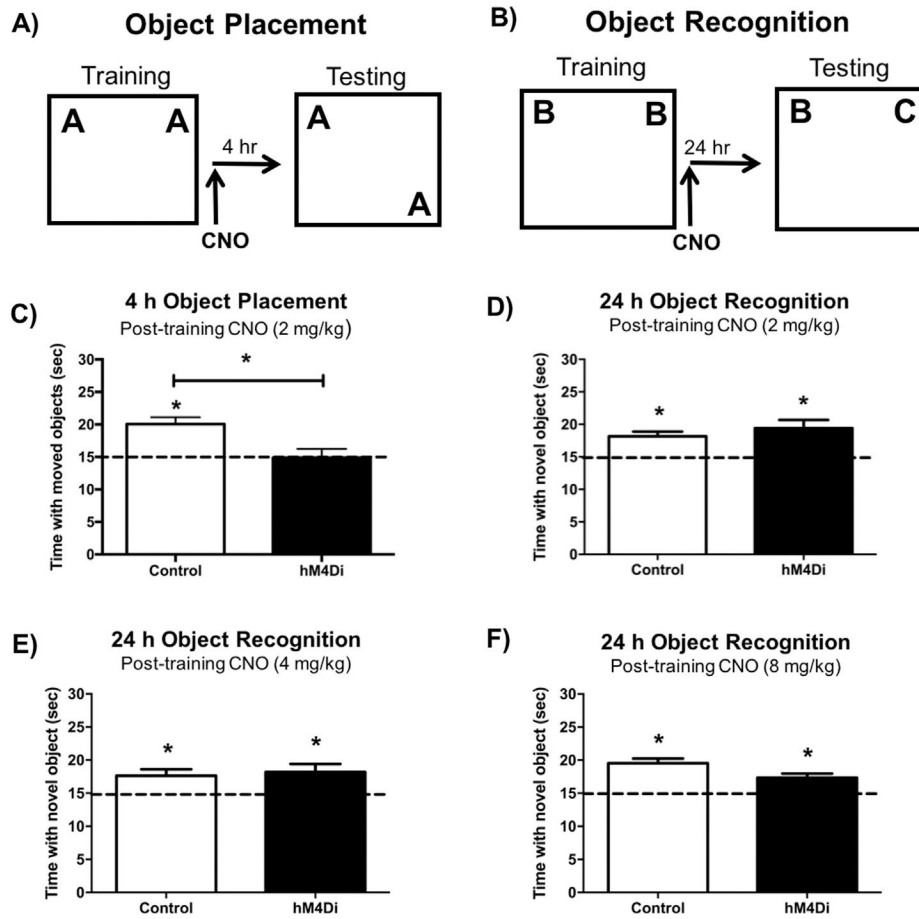 A)
Object Placement
Training
Testing
A A
4 hr
A
A
CNO
B)
Object Recognition
Training
Testing
B B
24 hr
B C
CNO
C)
4 h Object Placement
Post-training CNO (2 mg/kg)
Time with moved objects (sec)
30
25
20
15
10
5
0
*
*
Control
hM4Di
D)
24 h Object Recognition
Post-training CNO (2 mg/kg)
Time with novel object (sec)
30
25
20
15
10
5
0
*
*
Control
hM4Di
E)
24 h Object Recognition
Post-training CNO (4 mg/kg)
Time with novel object (sec)
30
25
20
15
10
5
0
*
*
Control
hM4Di
F)
24 h Object Recognition
Post-training CNO (8 mg/kg)
Time with novel object (sec)
30
25
20
15
10
5
0
*
*
Control
hM4Di